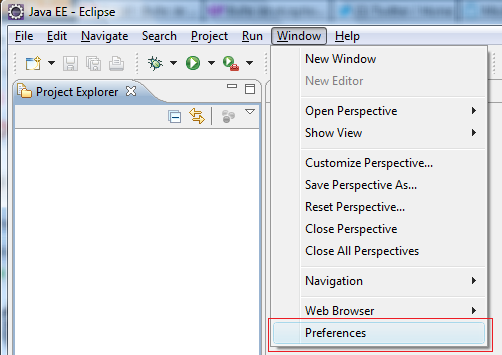 Java EE - Eclipse
File Edit Navigate Search Project Run Window Help
Project Explorer
New Window
New Editor
Open Perspective
Show View
Customize Perspective...
Save Perspective As...
Reset Perspective...
Close Perspective
Close All Perspectives
Navigation
Web Browser
Preferences